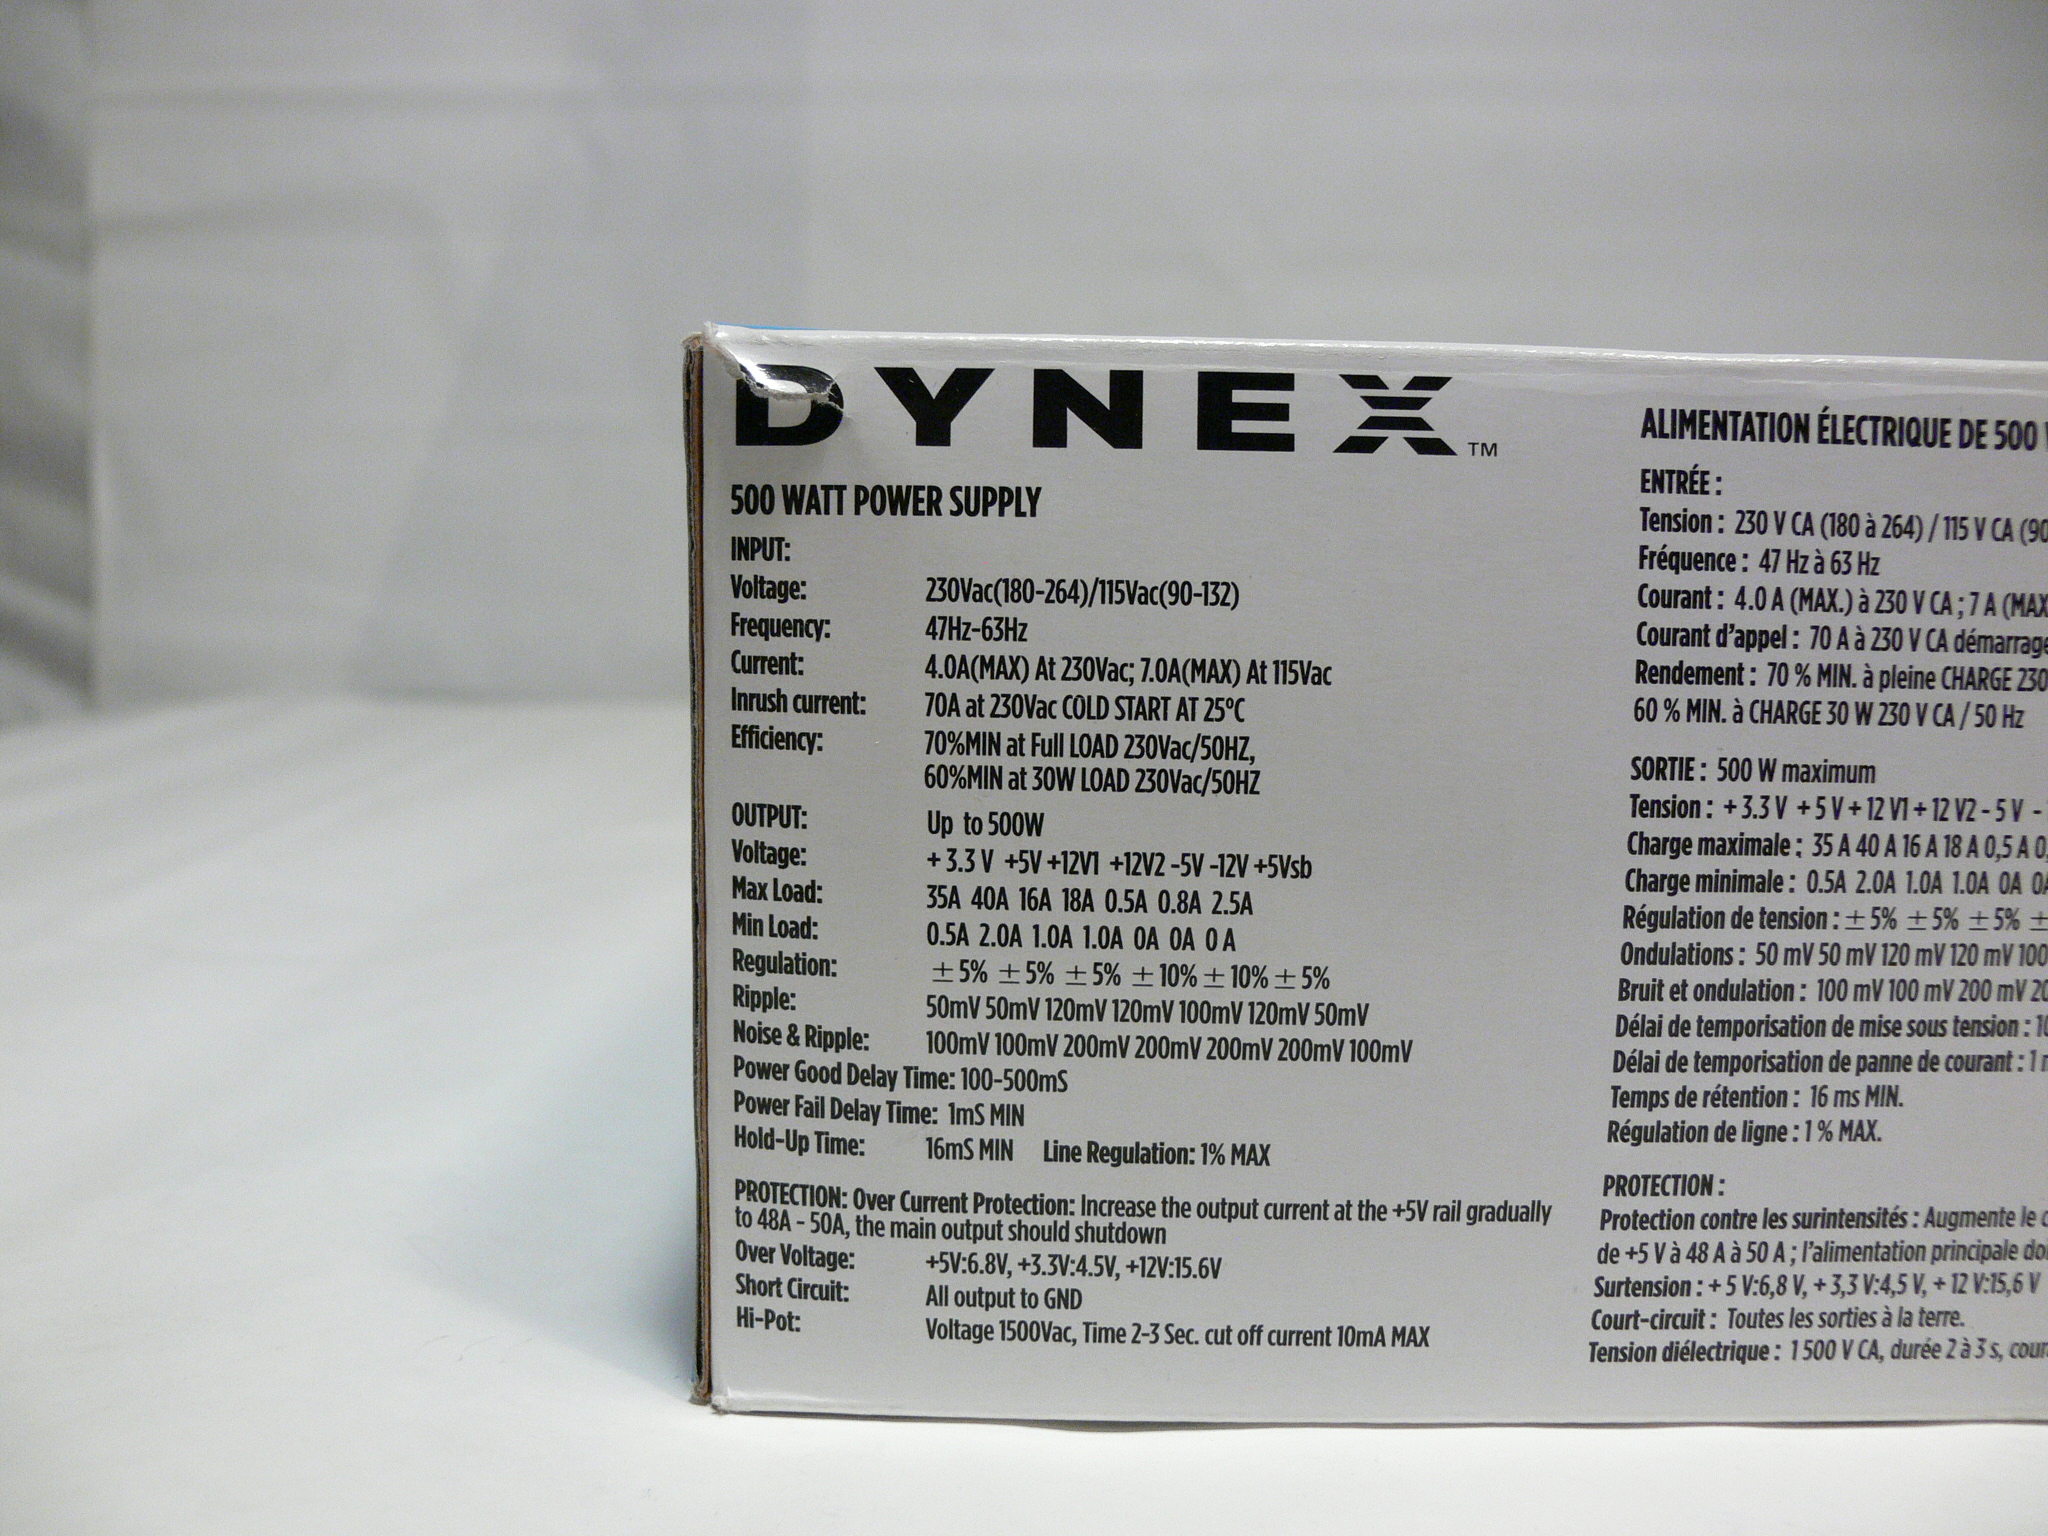 DYNEX™
500 WATT POWER SUPPLY
INPUT:
Voltage: 230Vac(180-264)/115Vac(90-132)
Frequency: 47Hz-63Hz
Current: 4.0A(MAX) At 230Vac; 7.0A(MAX) At 115Vac
Inrush current: 70A at 230Vac COLD START AT 25°C
Efficiency: 70%MIN at Full LOAD 230Vac/50HZ,
60%MIN at 30W LOAD 230Vac/50HZ
OUTPUT: Up to 500W
Voltage: + 3.3 V +5V +12V1 +12V2 -5V -12V +5Vsb
Max Load: 35A 40A 16A 18A 0.5A 0.8A 2.5A
Min Load: 0.5A 2.0A 1.0A 1.0A 0A 0A 0 A
Regulation: ± 5% ± 5% ± 5% ± 10% ± 10% ± 5%
Ripple: 50mV 50mV 120mV 120mV 100mV 120mV 50mV
Noise & Ripple: 100mV 100mV 200mV 200mV 200mV 200mV 100mV
Power Good Delay Time: 100-500mS
Power Fail Delay Time: 1mS MIN
Hold-Up Time: 16mS MIN Line Regulation: 1% MAX
PROTECTION: Over Current Protection: Increase the output current at the +5V rail gradually
to 48A - 50A, the main output should shutdown
Over Voltage: +5V:6.8V, +3.3V:4.5V, +12V:15.6V
Short Circuit: All output to GND
Hi-Pot: Voltage 1500Vac, Time 2-3 Sec. cut off current 10mA MAX
ALIMENTATION ÉLECTRIQUE DE 500
ENTRÉE :
Tension : 230 V CA (180 à 264) / 115 V CA (90
Fréquence : 47 Hz à 63 Hz
Courant : 4.0 A (MAX.) à 230 V CA ; 7 A (MAX
Courant d'appel : 70 A à 230 V CA démarrage
Rendement : 70 % MIN. à pleine CHARGE 230
60 % MIN. à CHARGE 30 W 230 V CA / 50 Hz
SORTIE : 500 W maximum
Tension : + 3.3 V + 5 V + 12 V1 + 12 V2 - 5 V -
Charge maximale : 35 A 40 A 16 A 18 A 0,5 A 0,
Charge minimale : 0.5A 2.0A 1.0A 1.0A 0A 0A
Régulation de tension : ± 5% ± 5% ± 5% ±
Ondulations : 50 mV 50 mV 120 mV 120 mV 100
Bruit et ondulation : 100 mV 100 mV 200 mV 20
Délai de temporisation de mise sous tension : 10
Délai de temporisation de panne de courant : 1
Temps de rétention : 16 ms MIN.
Régulation de ligne : 1 % MAX.
PROTECTION :
Protection contre les surintensités : Augmente le
de +5 V à 48 A à 50 A ; l'alimentation principale
Surtension : + 5 V:6,8 V, + 3,3 V:4,5 V, + 12 V:15,6 V
Court-circuit : Toutes les sorties à la terre.
Tension diélectrique : 1 500 V CA, durée 2 à 3 s,